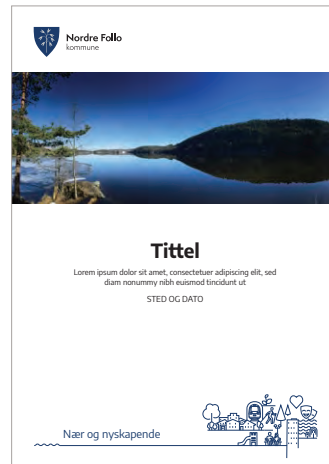 Nordre Follo
kommune
Tittel
Lorem ipsum dolor sit amet, consectetuer adipiscing elit, sed
diam nonummy nibh euismod tincidunt ut
STED OG DATO
Nær og nyskapende